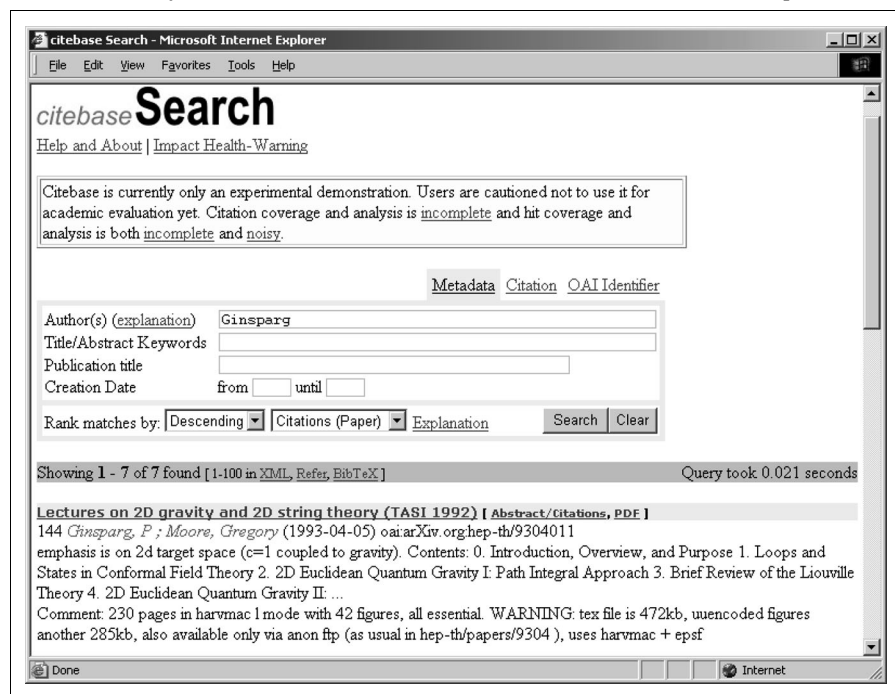 citebase Search - Microsoft Internet Explorer
File Edit View Favorites Tools Help
citebase Search
Help and About | Impact Health-Warning
Citebase is currently only an experimental demonstration. Users are cautioned not to use it for
academic evaluation yet. Citation coverage and analysis is incomplete and hit coverage and
analysis is both incomplete and noisy.
Metadata Citation OAI Identifier
Author(s) (explanation) Ginsparg
Title/Abstract Keywords
Publication title
Creation Date from until
Rank matches by: Descending Citations (Paper) Explanation Search Clear
Showing 1 - 7 of 7 found [1-100 in XML, Refer, BibTeX ] Query took 0.021 seconds
Lectures on 2D gravity and 2D string theory (TASI 1992) [ Abstract/Citations, PDF ]
144 Ginsparg, P ; Moore, Gregory (1993-04-05) oai:arXiv.org:hep-th/9304011
emphasis is on 2d target space (c=1 coupled to gravity). Contents: 0. Introduction, Overview, and Purpose 1. Loops and
States in Conformal Field Theory 2. 2D Euclidean Quantum Gravity I: Path Integral Approach 3. Brief Review of the Liouville
Theory 4. 2D Euclidean Quantum Gravity II: ...
Comment: 230 pages in harvmac l mode with 42 figures, all essential. WARNING: tex file is 472kb, uuencoded figures
another 285kb, also available only via anon ftp (as usual in hep-th/papers/9304 ), uses harvmac + epsf
Done Internet